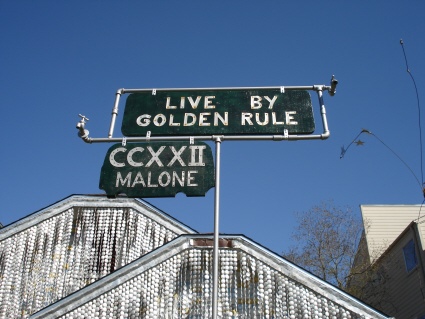 LIVE BY
GOLDEN RULE
CCXXII
MALONE